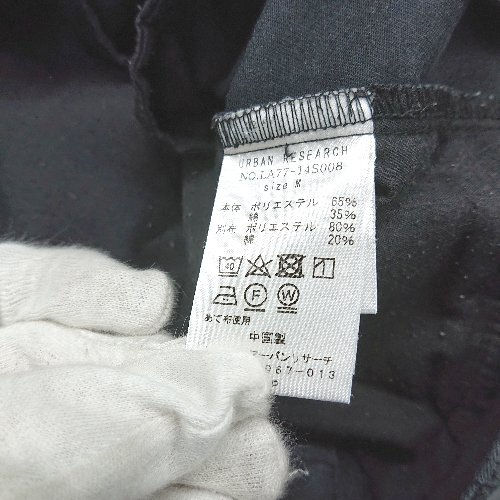 URBAN RESEARCH
NO.LA77-14S008
size M
本体 ポリエステル 65%
綿 35%
別布 ポリエステル 80%
綿 20%
40
F W
あて布使用
中国製
ーバンリサーチ
967-013